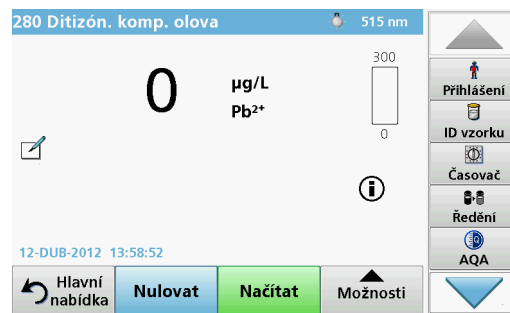 280 Ditizón. komp. olova
515 nm
0
µg/L
Pb²⁺
300
0
12-DUB-2012 13:58:52
Hlavní
nabídka
Nulovat
Načítat
Možnosti
Přihlášení
ID vzorku
Časovač
Ředění
AQA